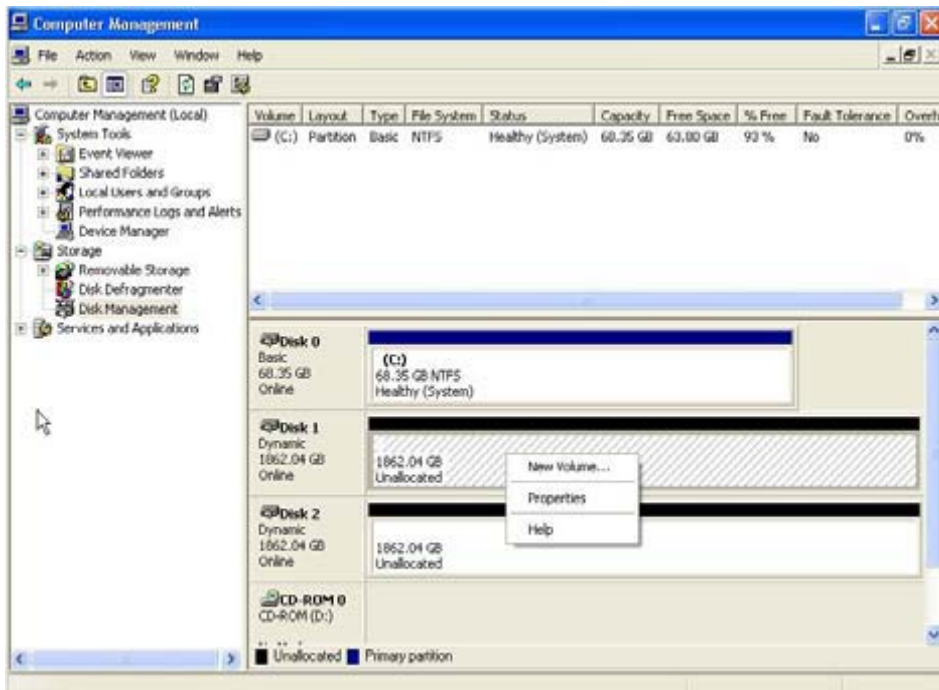 Computer Management
File Action View Window Help
Computer Management (Local)
System Tools
Event Viewer
Shared Folders
Local Users and Groups
Performance Logs and Alerts
Device Manager
Storage
Removable Storage
Disk Defragmenter
Disk Management
Services and Applications
Volume Layout Type File System Status Capacity Free Space % Free Fault Tolerance Overh
(C:) Partition Basic NTFS Healthy (System) 68.35 GB 63.80 GB 93 % No 0%
Disk 0
Basic
68.35 GB
Online
(C:)
68.35 GB NTFS
Healthy (System)
Disk 1
Dynamic
1862.04 GB
Online
1862.04 GB
Unallocated
New Volume...
Properties
Help
Disk 2
Dynamic
1862.04 GB
Online
1862.04 GB
Unallocated
CD-ROM 0
CD-ROM (D:)
Unallocated Primary partition